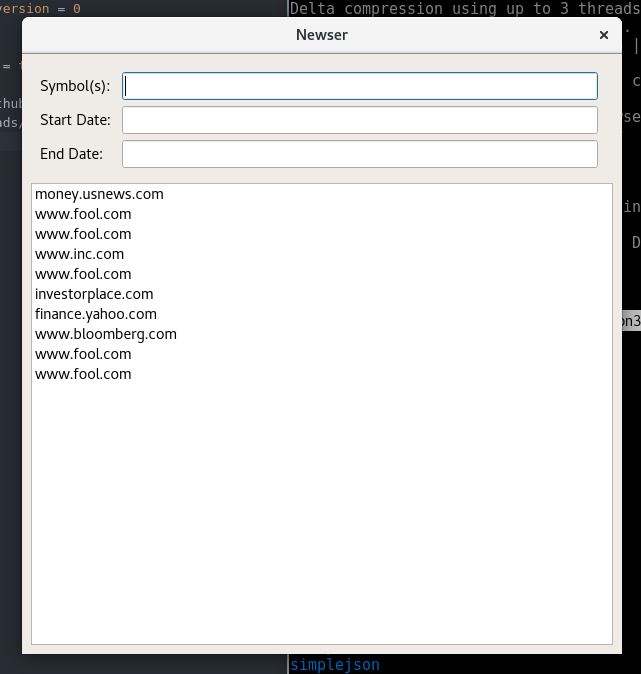 version = 0
Delta compression using up to 3 threads
Newser
Symbol(s):
Start Date:
End Date:
money.usnews.com
www.fool.com
www.fool.com
www.inc.com
www.fool.com
investorplace.com
finance.yahoo.com
www.bloomberg.com
www.fool.com
www.fool.com
simplejson